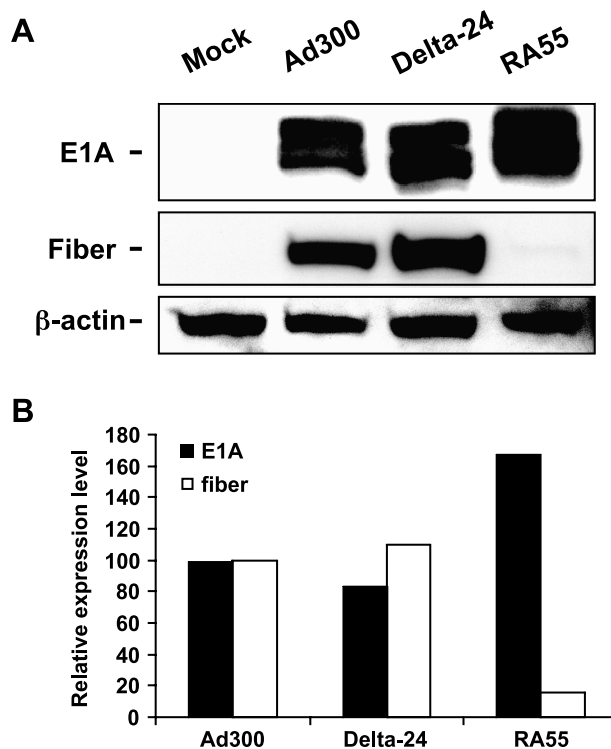 A
Mock Ad300 Delta-24 RA55
E1A
Fiber
β-actin
B
Relative expression level
180
160
140
120
100
80
60
40
20
0
E1A
fiber
Ad300 Delta-24 RA55